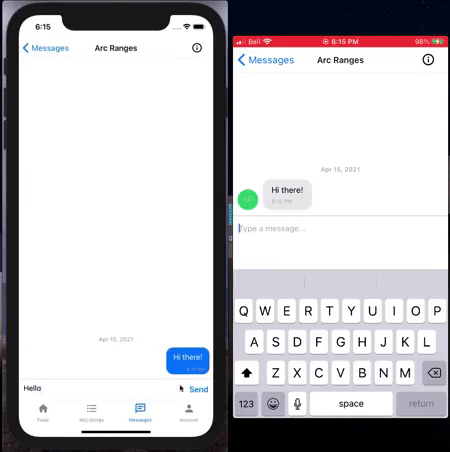 6:15
Messages
Arc Ranges
Apr 15, 2021
Hi there!
6:15 PM
Hello
Send
Feed
MyListings
Messages
Account
Bell
6:15 PM
98%
Messages
Arc Ranges
Apr 15, 2021
Hi there!
6:15 PM
Type a message...
Q W E R T Y U I O P
A S D F G H J K L
Z X C V B N M
123
space
return